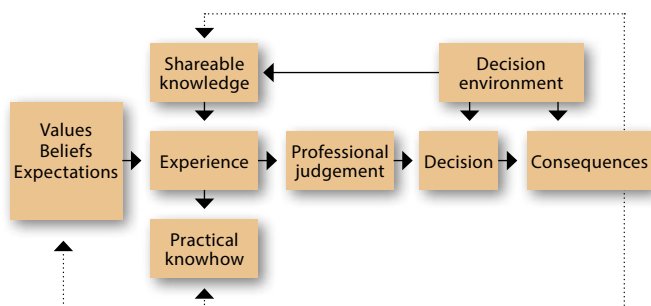 Shareable
knowledge
Decision
environment
Values
Beliefs
Expectations
Experience
Professional
judgement
Decision
Consequences
Practical
knowhow